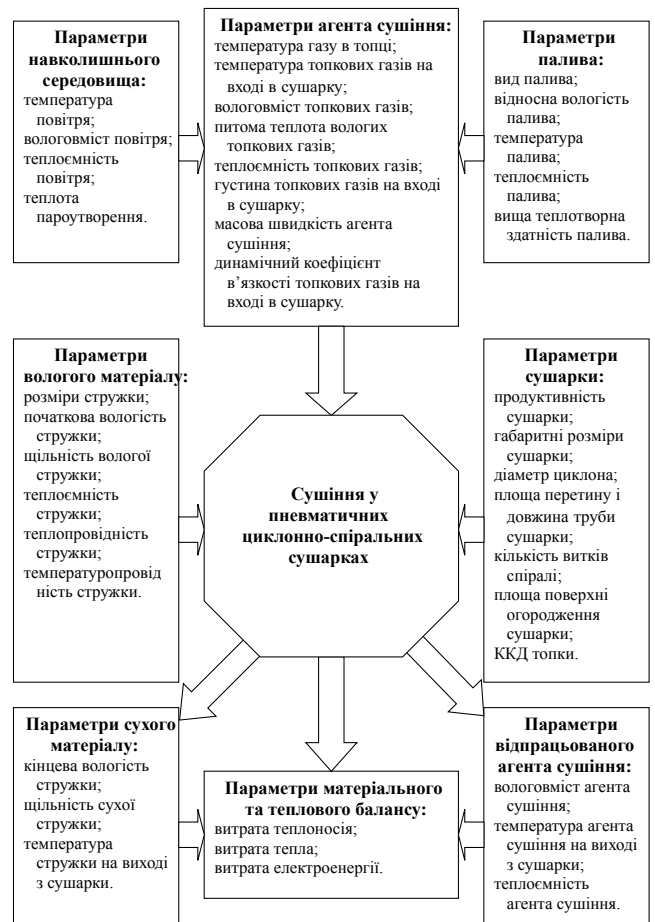 Параметри
навколишнього
середовища:
температура
повітря;
вологовміст повітря;
теплоємність
повітря;
теплота
пароутворення.
Параметри агента сушіння:
температура газу в топці;
температура топкових газів на
вході в сушарку;
вологовміст топкових газів;
питома теплота вологих
топкових газів;
теплоємність топкових газів;
густина топкових газів на вході
в сушарку;
масова швидкість агента
сушіння;
динамічний коефіцієнт
в’язкості топкових газів на
вході в сушарку.
Параметри
палива:
вид палива;
відносна вологість
палива;
температура
палива;
теплоємність
палива;
вища теплотворна
здатність палива.
Параметри
вологого матеріалу:
розміри стружки;
початкова вологість
стружки;
щільність вологої
стружки;
теплоємність
стружки;
теплопровідність
стружки;
температуропровід
ність стружки.
Сушіння у
пневматичних
циклонно-спіральних
сушарках
Параметри
сушарки:
продуктивність
сушарки;
габаритні розміри
сушарки;
діаметр циклона;
площа перетину і
довжина труби
сушарки;
кількість витків
спіралі;
площа поверхні
огородження
сушарки;
ККД топки.
Параметри сухого
матеріалу:
кінцева вологість
стружки;
щільність сухої
стружки;
температура
стружки на виході
з сушарки.
Параметри матеріального
та теплового балансу:
витрата теплоносія;
витрата тепла;
витрата електроенергії.
Параметри
відпрацьованого
агента сушіння:
вологовміст агента
сушіння;
температура агента
сушіння на виході
з сушарки;
теплоємність
агента сушіння.